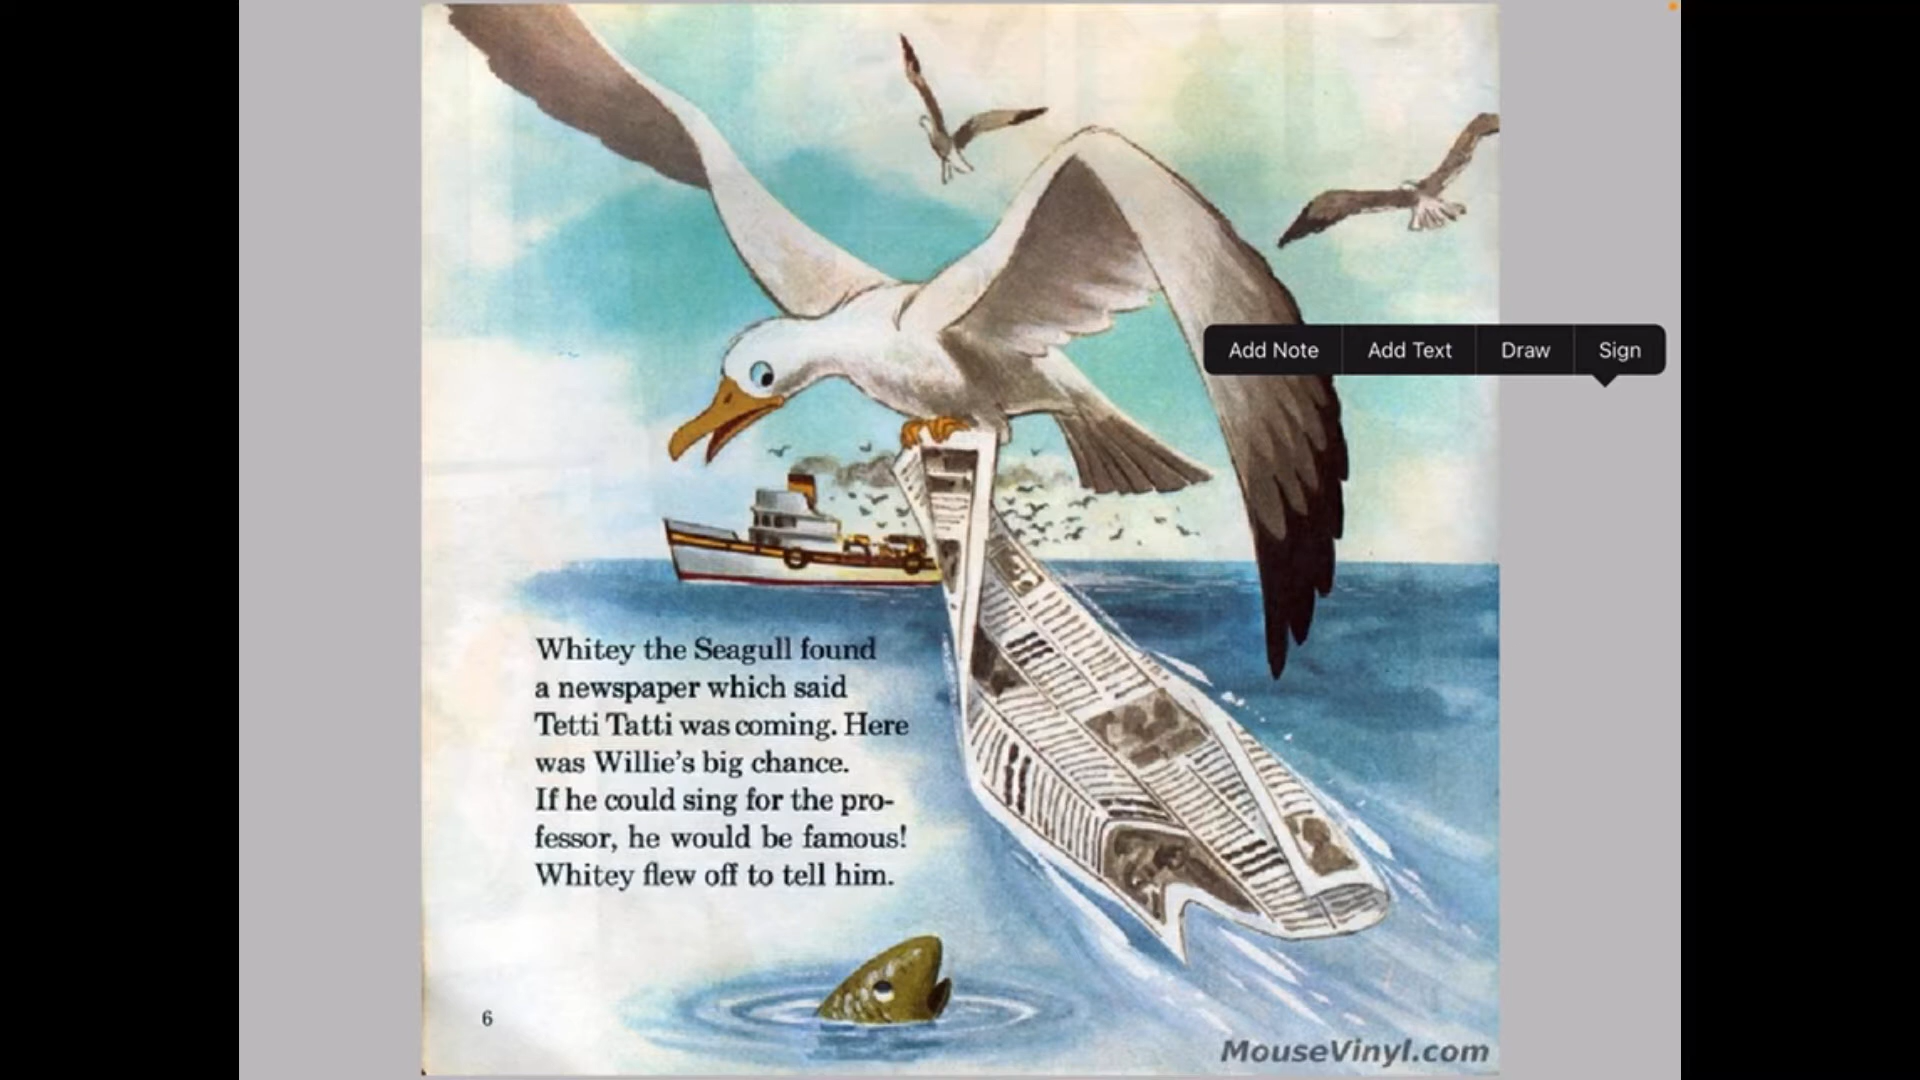 Add Note
Add Text
Draw
Sign
Whitey the Seagull found
a newspaper which said
Tetti Tatti was coming. Here
was Willie's big chance.
If he could sing for the pro-
fessor, he would be famous!
Whitey flew off to tell him.
6
MouseVinyl.com